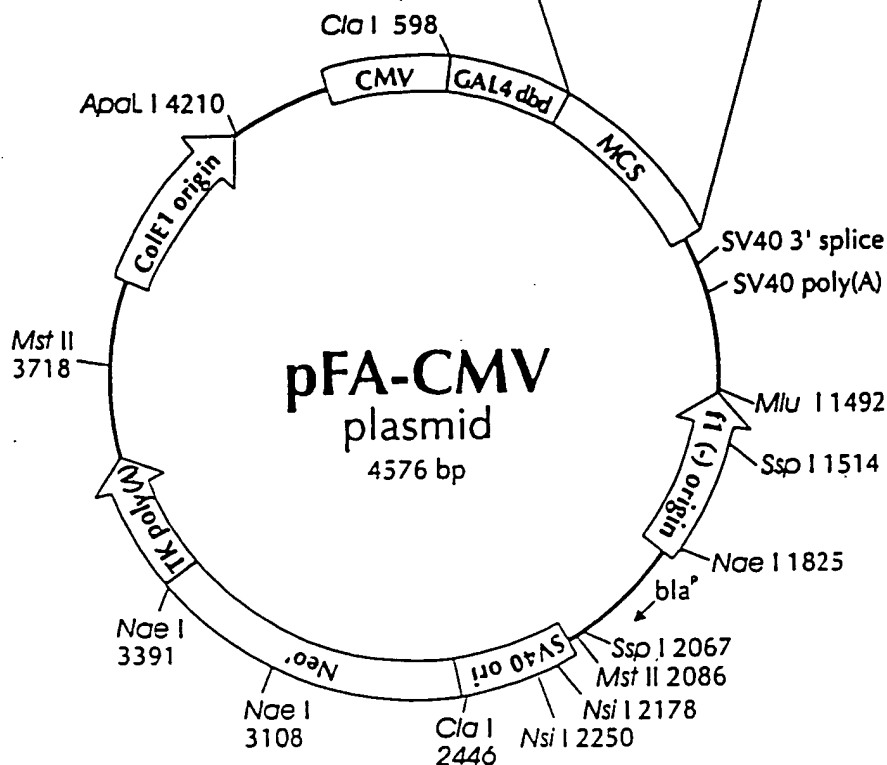 Cla I 598
CMV
GAL4 dbd
MCS
ApaL I 4210
ColE1 origin
SV40 3' splice
SV40 poly(A)
Mst II
3718
pFA-CMV
plasmid
4576 bp
Mlu I 1492
f1 (-) origin
Ssp I 1514
TK poly(A)
Nae I 1825
blaᵖ
Nae I
3391
Ssp I 2067
Mst II 2086
SV40 ori
Neoʳ
Nsi I 2178
Nae I
3108
Cla I
2446
Nsi I 2250